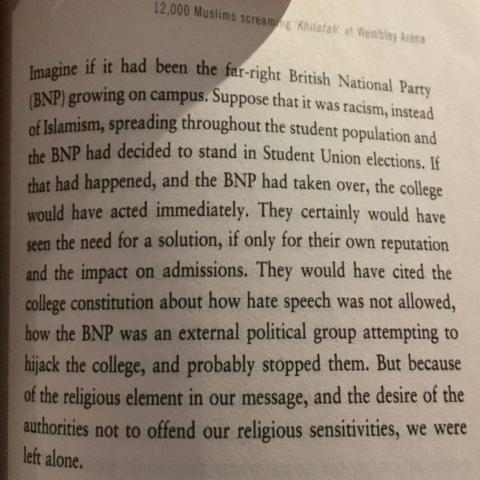 12,000 Muslims screaming 'Khilafah' at Wembley Arena
Imagine if it had been the far-right British National Party
(BNP) growing on campus. Suppose that it was racism, instead
of Islamism, spreading throughout the student population and
the BNP had decided to stand in Student Union elections. If
that had happened, and the BNP had taken over, the college
would have acted immediately. They certainly would have
seen the need for a solution, if only for their own reputation
and the impact on admissions. They would have cited the
college constitution about how hate speech was not allowed,
how the BNP was an external political group attempting to
hijack the college, and probably stopped them. But because
of the religious element in our message, and the desire of the
authorities not to offend our religious sensitivities, we were
left alone.